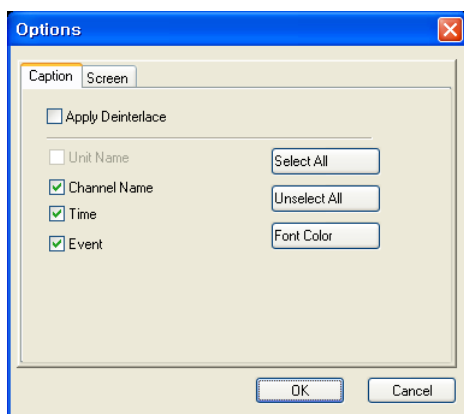 Options
Caption Screen
Apply Deinterlace
Unit Name
Select All
Channel Name
Unselect All
Time
Font Color
Event
OK Cancel